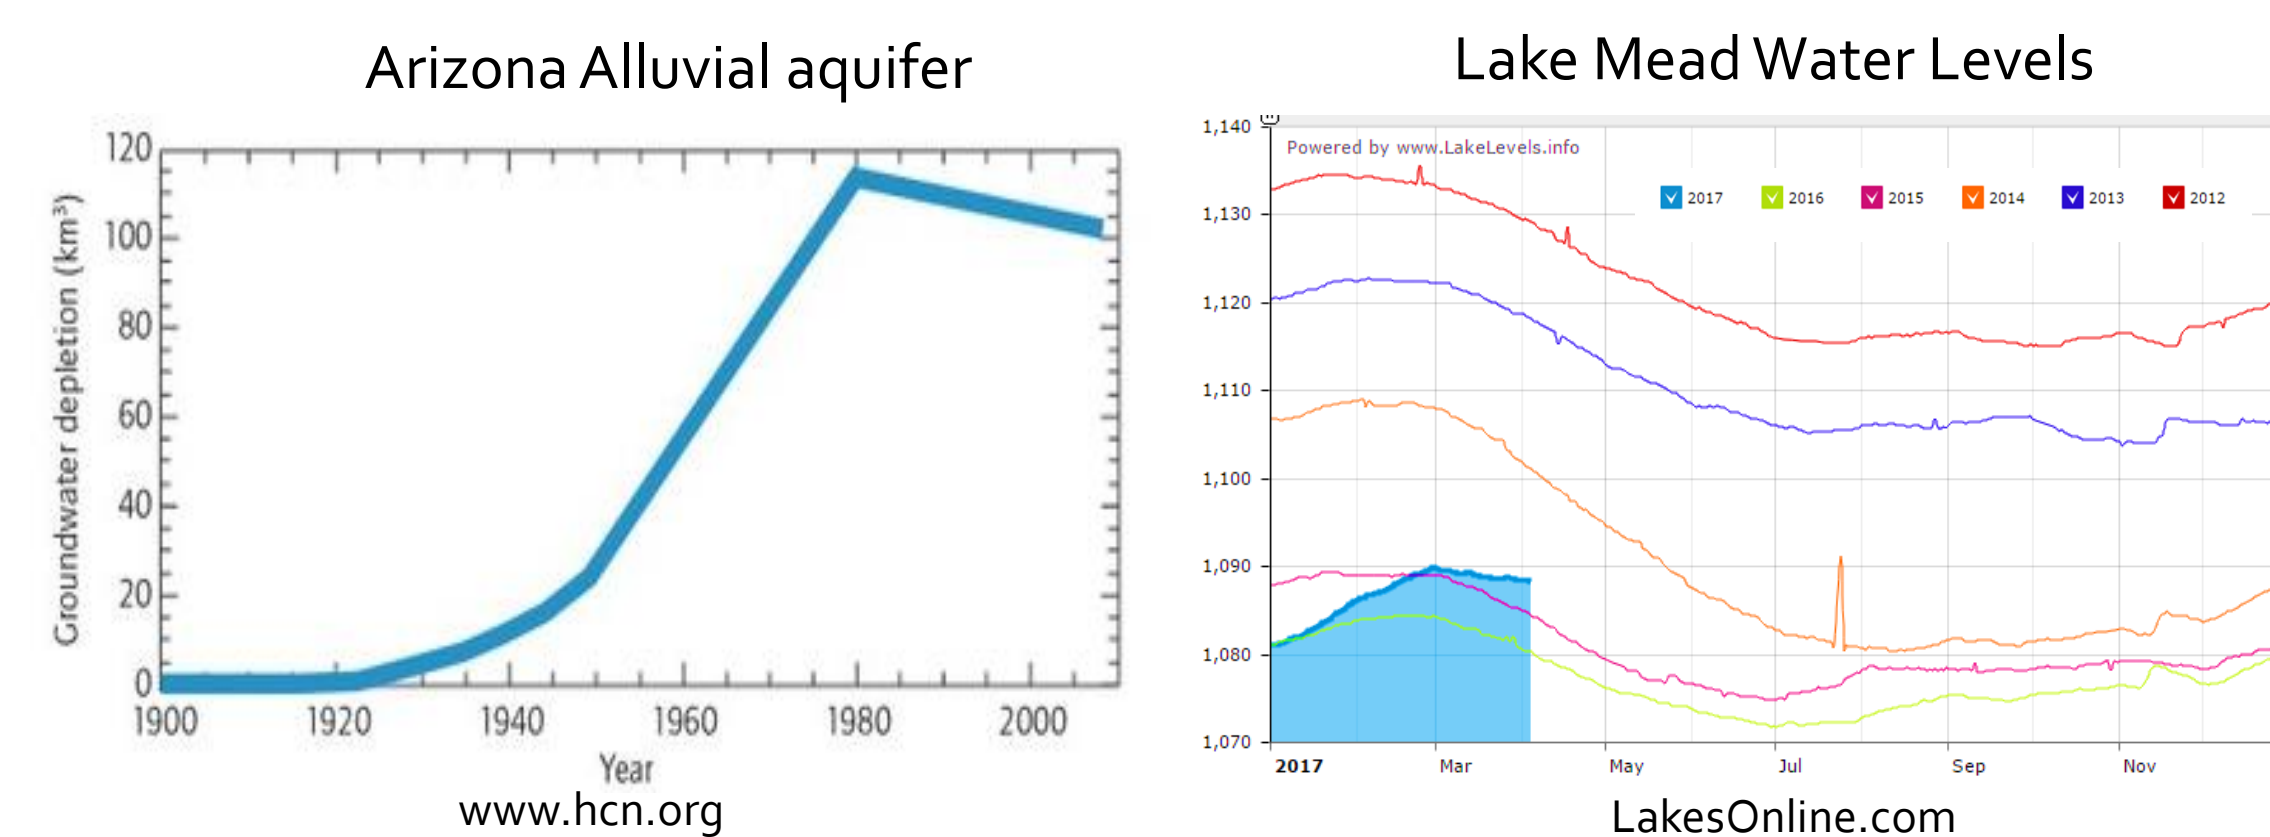 Arizona Alluvial aquifer
Groundwater depletion (km³)
120
100
80
60
40
20
0
1900 1920 1940 1960 1980 2000
Year
www.hcn.org
Lake Mead Water Levels
Powered by www.LakeLevels.info
2017 2016 2015 2014 2013 2012
1,140
1,130
1,120
1,110
1,100
1,090
1,080
1,070
2017 Mar May Jul Sep Nov
LakesOnline.com